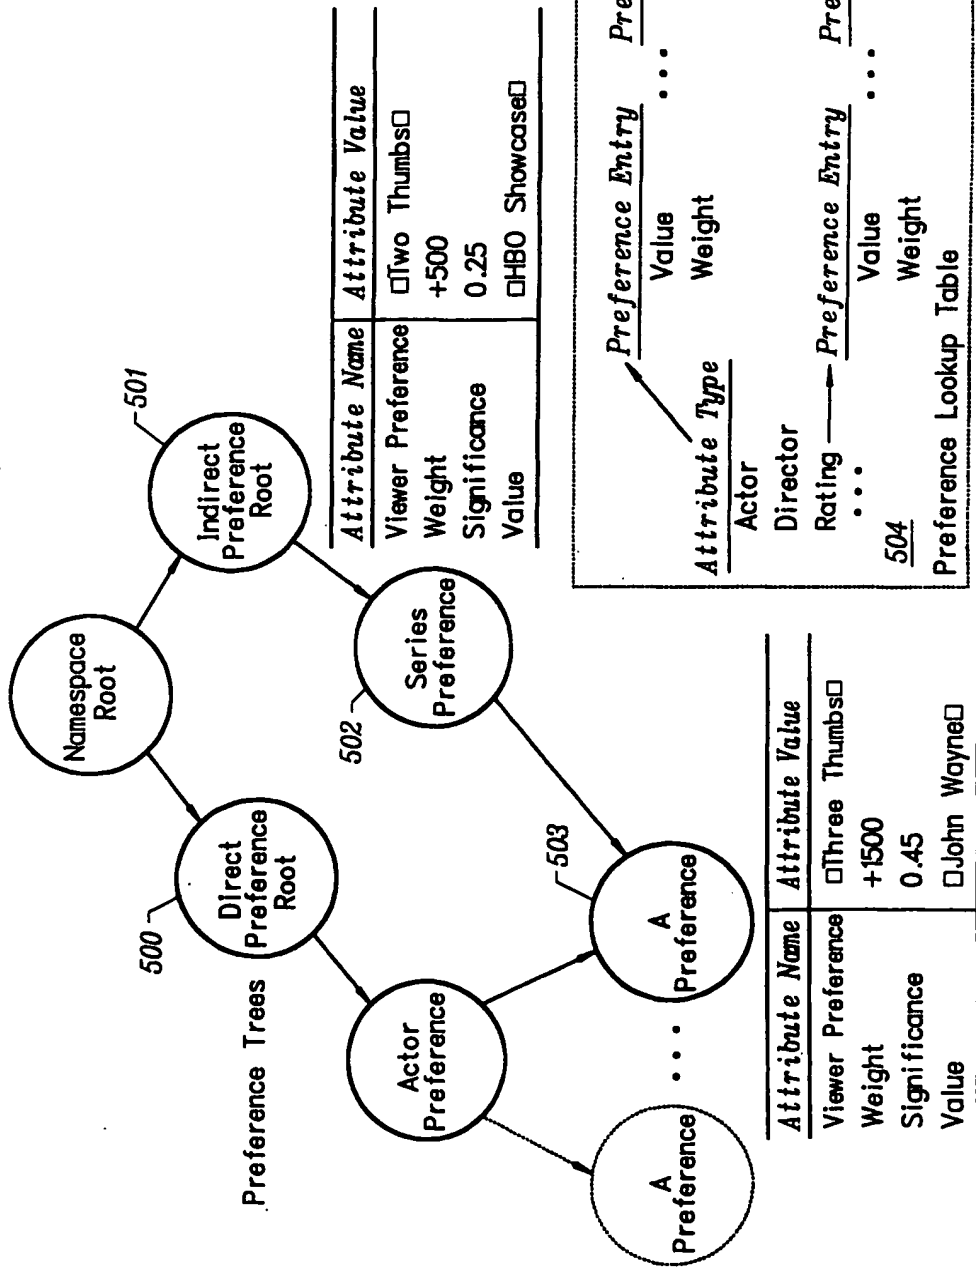 Preference Trees
Namespace
Root
500
Direct
Preference
Root
501
Indirect
Preference
Root
Actor
Preference
502
Series
Preference
A
Preference
• • •
503
A
Preference
Attribute Name Attribute Value
Viewer Preference □Three Thumbs□
Weight +1500
Significance 0.45
Value □John Wayne□
Attribute Name Attribute Value
Viewer Preference □Two Thumbs□
Weight +500
Significance 0.25
Value □HBO Showcase□
Attribute Type
Actor
Director
Rating
• • •
Preference Entry Pre
Value • • •
Weight
Preference Entry Pre
Value • • •
Weight
504
Preference Lookup Table